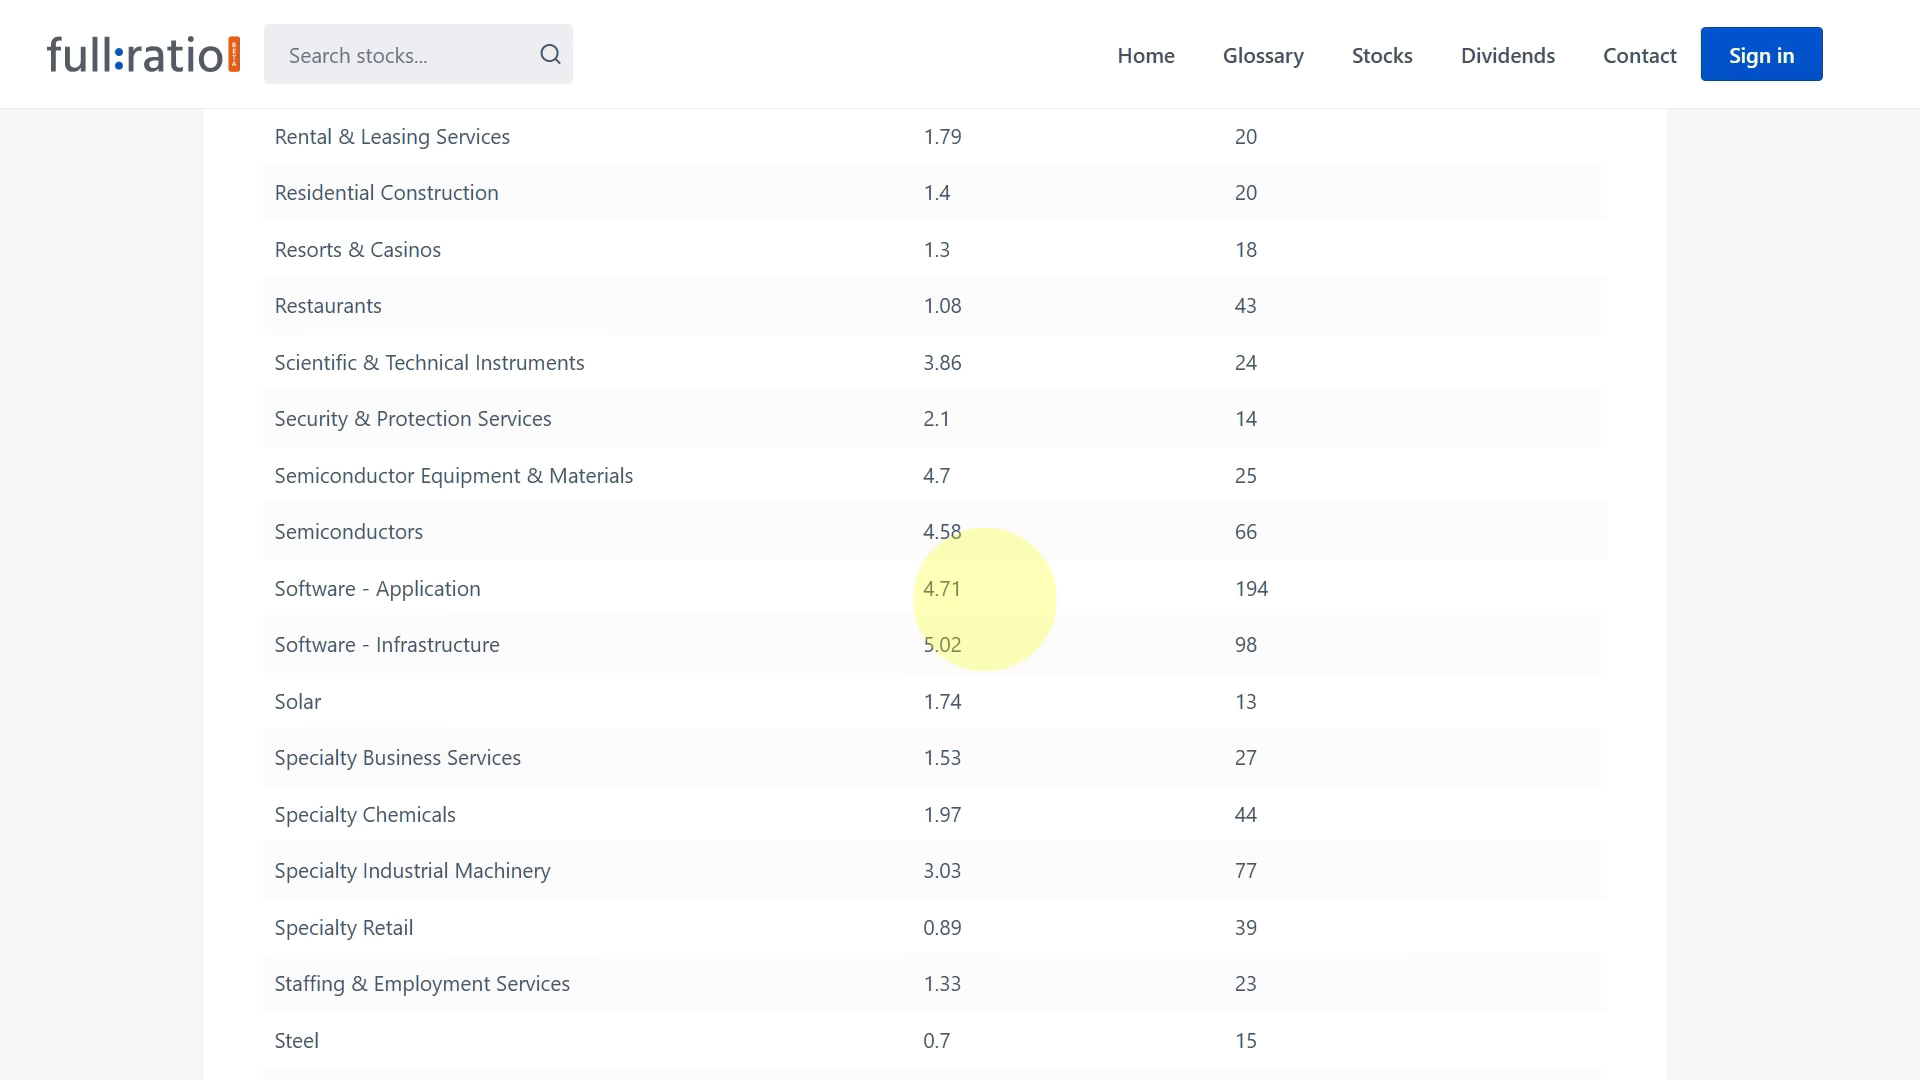 full:ratio BETA Search stocks... Home Glossary Stocks Dividends Contact Sign in
Rental & Leasing Services 1.79 20
Residential Construction 1.4 20
Resorts & Casinos 1.3 18
Restaurants 1.08 43
Scientific & Technical Instruments 3.86 24
Security & Protection Services 2.1 14
Semiconductor Equipment & Materials 4.7 25
Semiconductors 4.58 66
Software - Application 4.71 194
Software - Infrastructure 5.02 98
Solar 1.74 13
Specialty Business Services 1.53 27
Specialty Chemicals 1.97 44
Specialty Industrial Machinery 3.03 77
Specialty Retail 0.89 39
Staffing & Employment Services 1.33 23
Steel 0.7 15